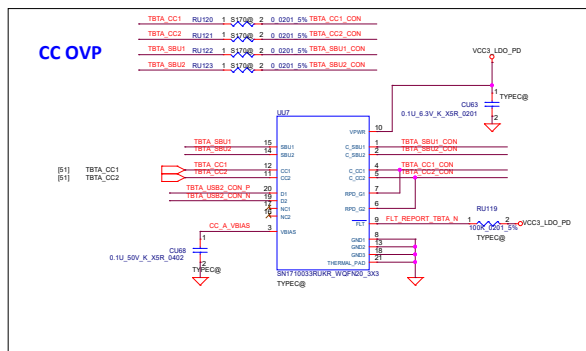 TBTA_CC1 RU120 1 S170@ 2 0_0201_5% TBTA_CC1_CON
TBTA_CC2 RU121 1 S170@ 2 0_0201_5% TBTA_CC2_CON
TBTA_SBU1 RU122 1 S170@ 2 0_0201_5% TBTA_SBU1_CON
TBTA_SBU2 RU123 1 S170@ 2 0_0201_5% TBTA_SBU2_CON
CC OVP
VCC3_LDO_PD
1
TYPEC@
CU63
0.1U_6.3V_K_X5R_0201
2
UU7
10 VPWR
TBTA_SBU1 15 SBU1 C_SBU1 1 TBTA_SBU1_CON
TBTA_SBU2 14 SBU2 C_SBU2 2 TBTA_SBU2_CON
[51] TBTA_CC1 TBTA_CC1 12 CC1 C_CC1 4 TBTA_CC1_CON
[51] TBTA_CC2 TBTA_CC2 11 CC2 C_CC2 5 TBTA_CC2_CON
TBTA_USB2_CON_P 20 D1 RPD_G1 7
TBTA_USB2_CON_N 19 D2
17 NC1 RPD_G2 6
16 NC2
FLT 9 FLT_REPORT_TBTA_N 1 RU119 2 VCC3_LDO_PD
100K_0201_5%
TYPEC@
CC_A_VBIAS 3 VBIAS
GND1 8
GND2 13
GND3 18
THERMAL_PAD 21
1
CU68
0.1U_50V_K_X5R_0402
2
TYPEC@
SN1710033RUKR_WQFN20_3X3
TYPEC@